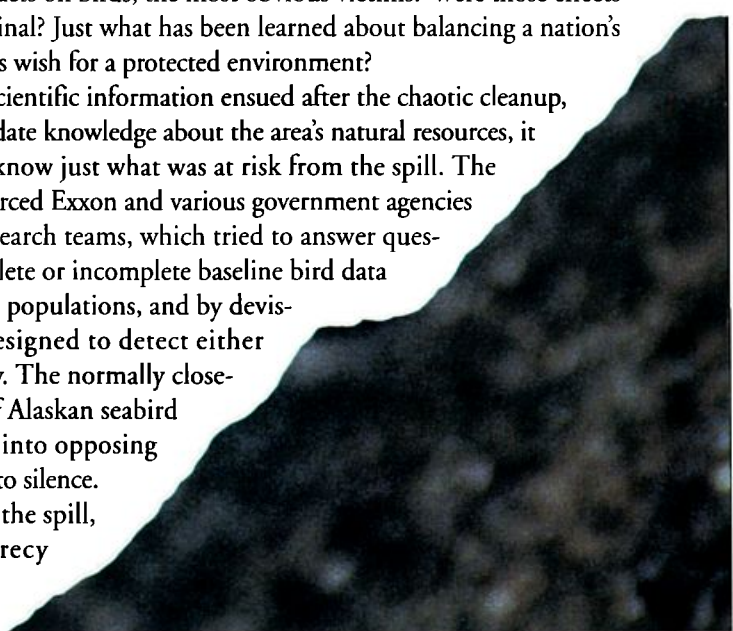 inal? Just what has been learned about balancing a nation's
s wish for a protected environment?
cientific information ensued after the chaotic cleanup,
date knowledge about the area's natural resources, it
know just what was at risk from the spill. The
rced Exxon and various government agencies
earch teams, which tried to answer ques-
lete or incomplete baseline bird data
populations, and by devis-
esigned to detect either
. The normally close-
f Alaskan seabird
into opposing
to silence.
the spill,
recy